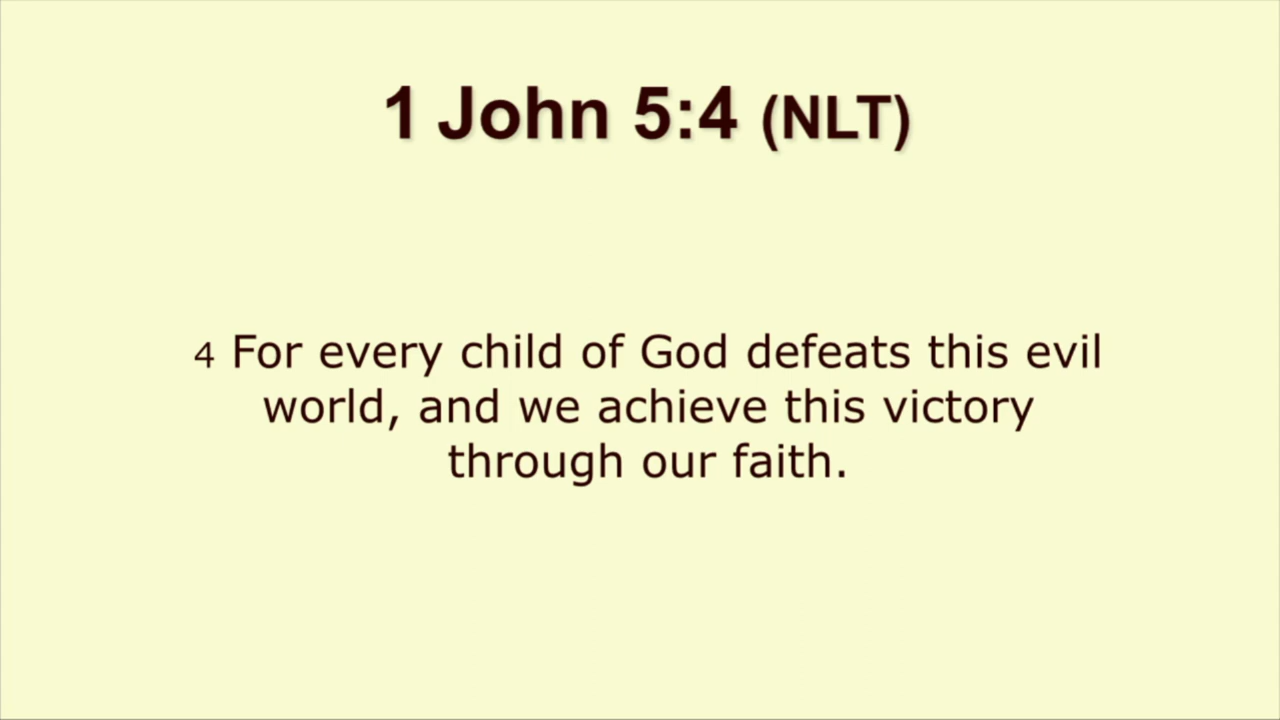 1 John 5:4 (NLT)
4 For every child of God defeats this evil
world, and we achieve this victory
through our faith.